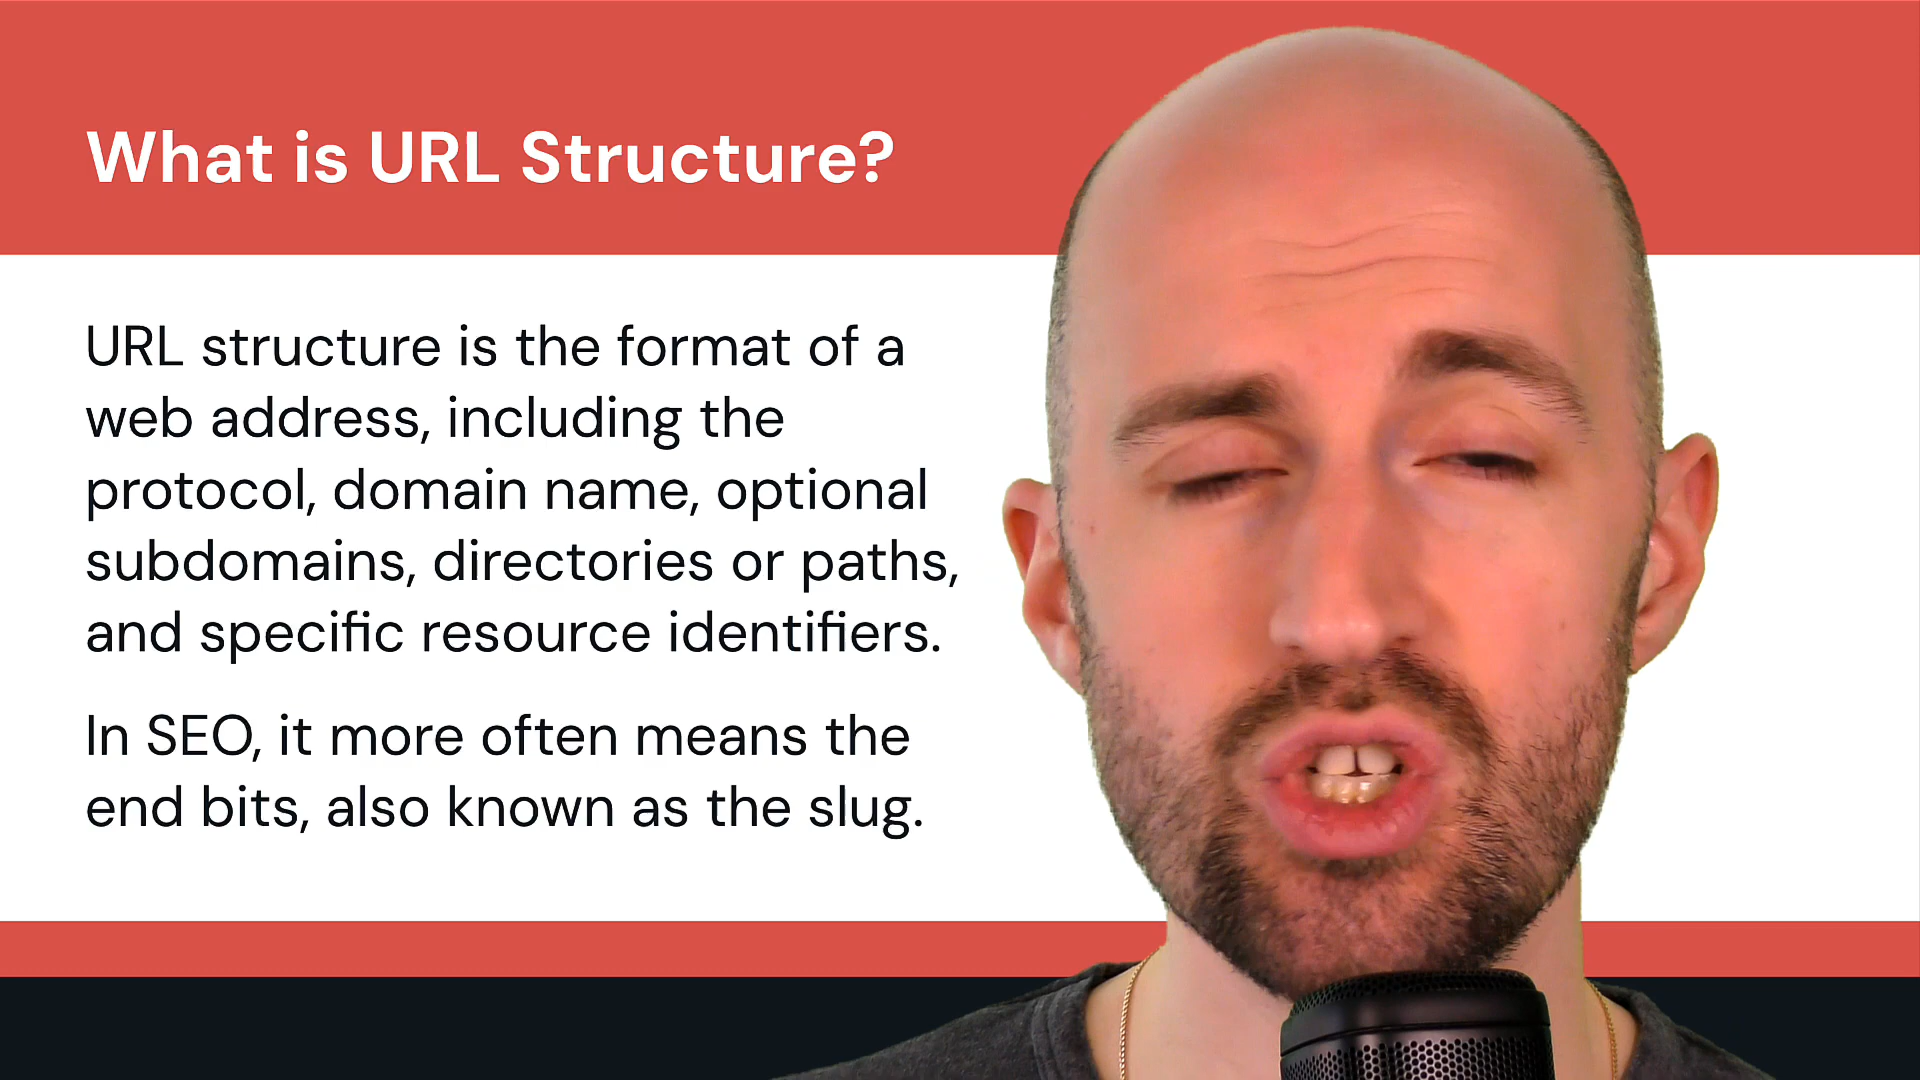 What is URL Structure?
URL structure is the format of a
web address, including the
protocol, domain name, optional
subdomains, directories or paths,
and specific resource identifiers.
In SEO, it more often means the
end bits, also known as the slug.